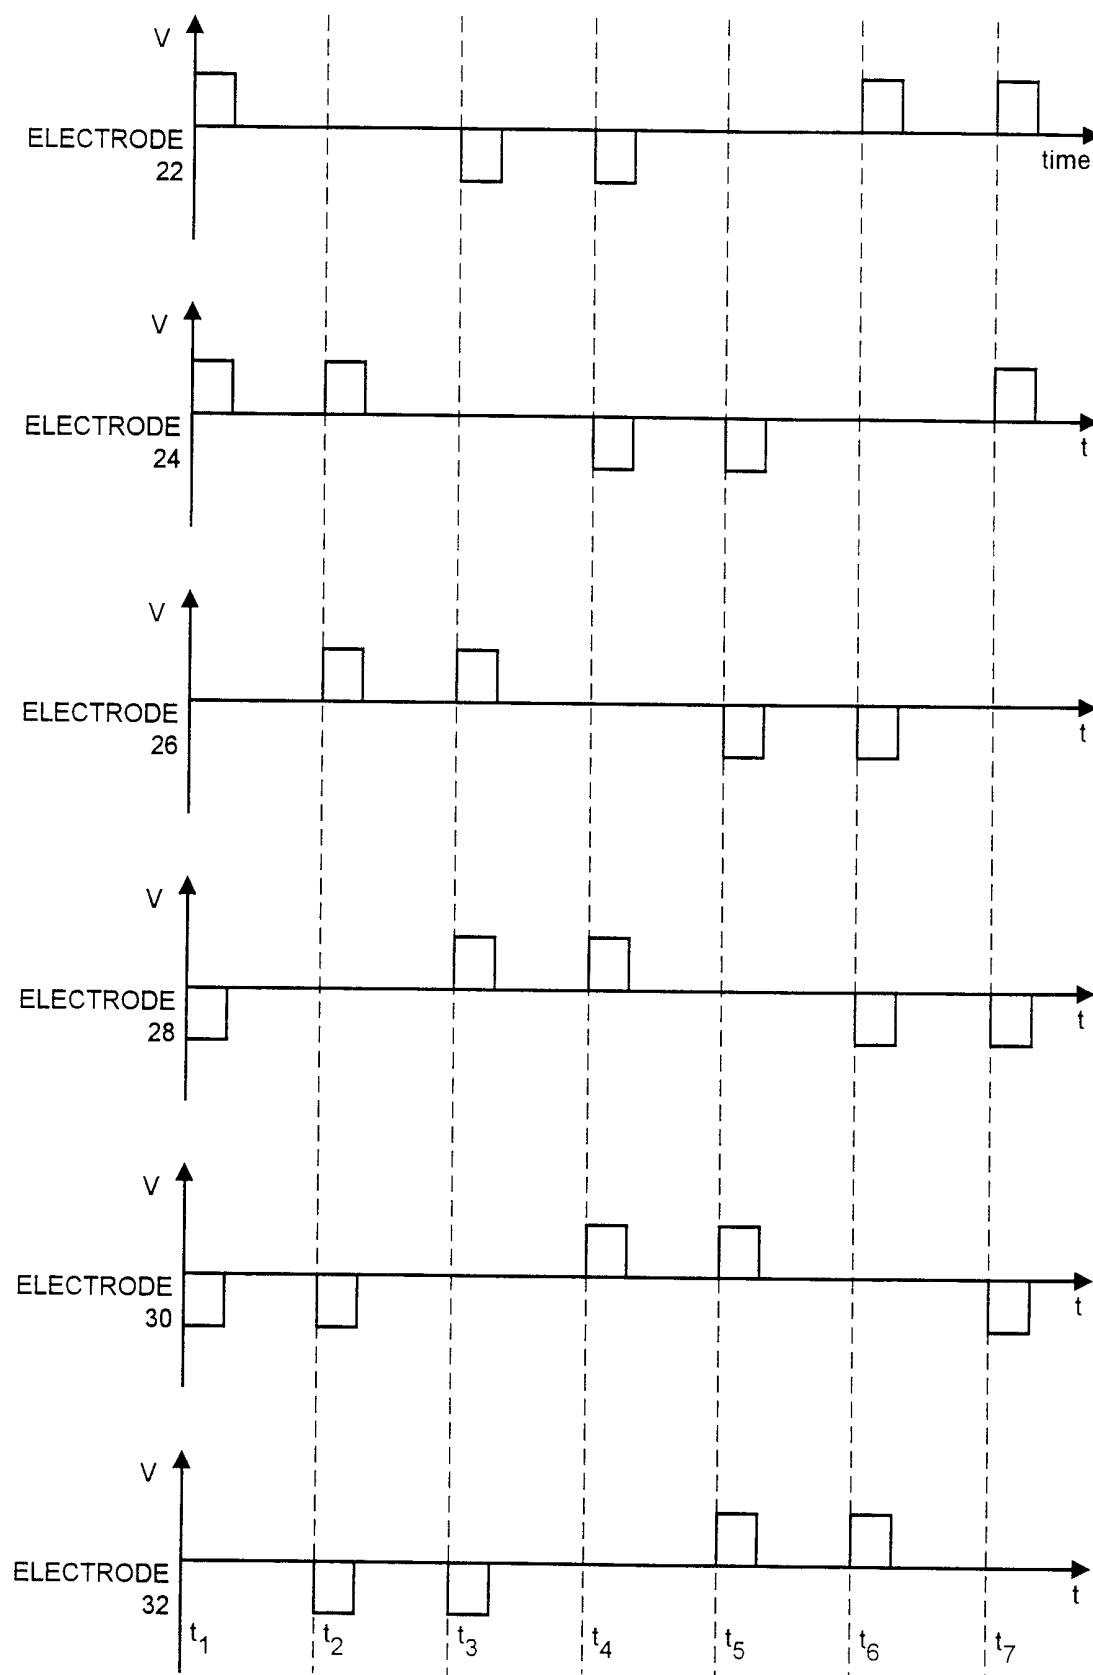 V
ELECTRODE
22
time
V
ELECTRODE
24
t
V
ELECTRODE
26
t
V
ELECTRODE
28
t
V
ELECTRODE
30
t
V
ELECTRODE
32
t
t1 t2 t3 t4 t5 t6 t7